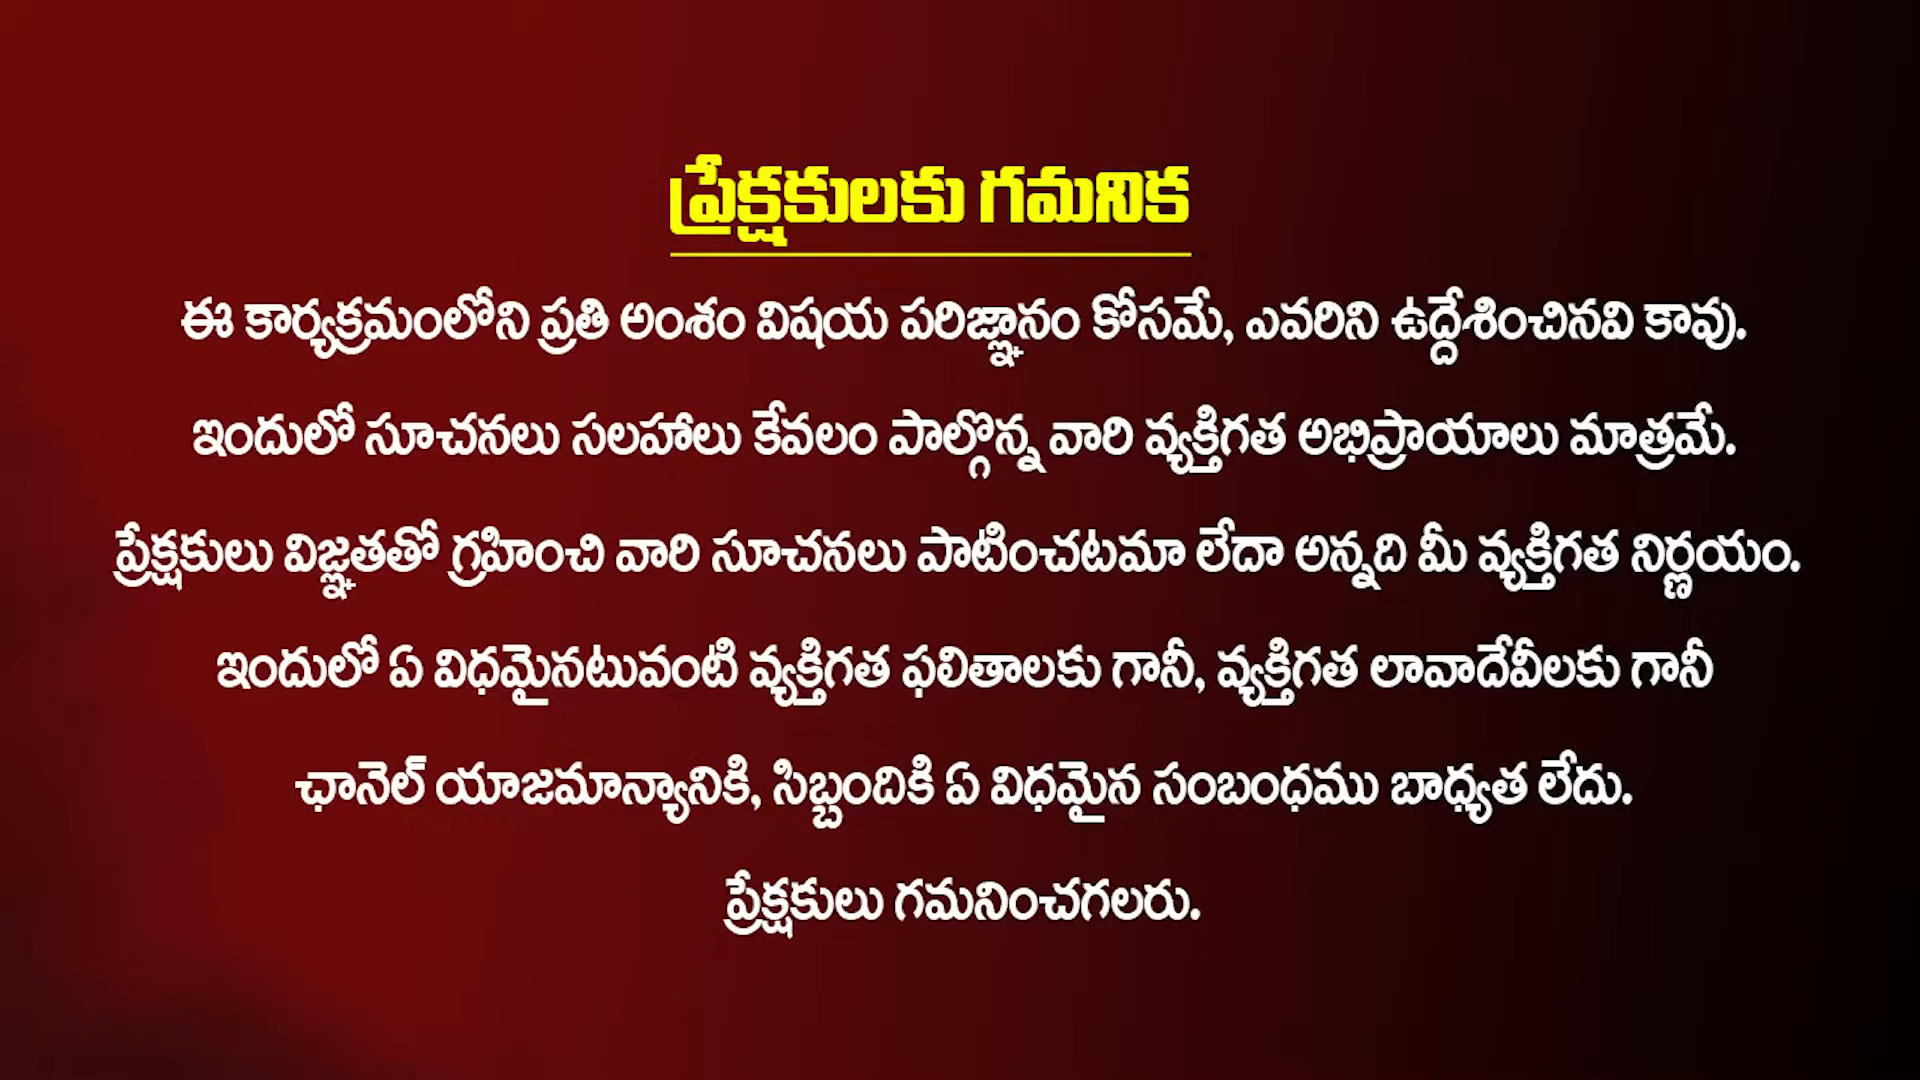 ప్రేక్షకులకు గమనిక
ఈ కార్యక్రమంలోని ప్రతి అంశం విషయ పరిజ్ఞానం కోసమే, ఎవరిని ఉద్దేశించినవి కావు.
ఇందులో సూచనలు సలహాలు కేవలం పాల్గొన్న వారి వ్యక్తిగత అభిప్రాయాలు మాత్రమే.
ప్రేక్షకులు విజ్ఞతతో గ్రహించి వారి సూచనలు పాటించటమా లేదా అన్నది మీ వ్యక్తిగత నిర్ణయం.
ఇందులో ఏ విధమైనటువంటి వ్యక్తిగత ఫలితాలకు గానీ, వ్యక్తిగత లావాదేవీలకు గానీ
ఛానెల్ యాజమాన్యానికి, సిబ్బందికి ఏ విధమైన సంబంధము బాధ్యత లేదు.
ప్రేక్షకులు గమనించగలరు.